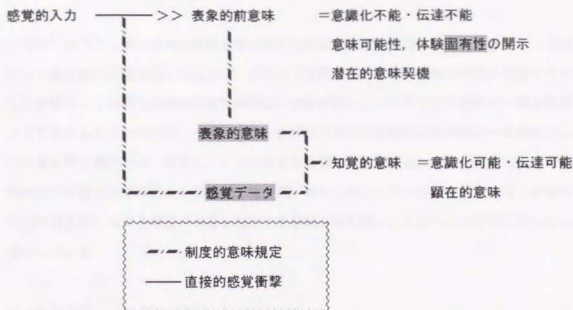 感覚的入力 ——>> 表象的前意味 ＝意識化不能・伝達不能
意味可能性，体験固有性の開示
潜在的意味契機
表象的意味
知覚的意味 ＝意識化可能・伝達可能
感覚データ 顕在的意味
制度的意味規定
直接的感覚衝撃